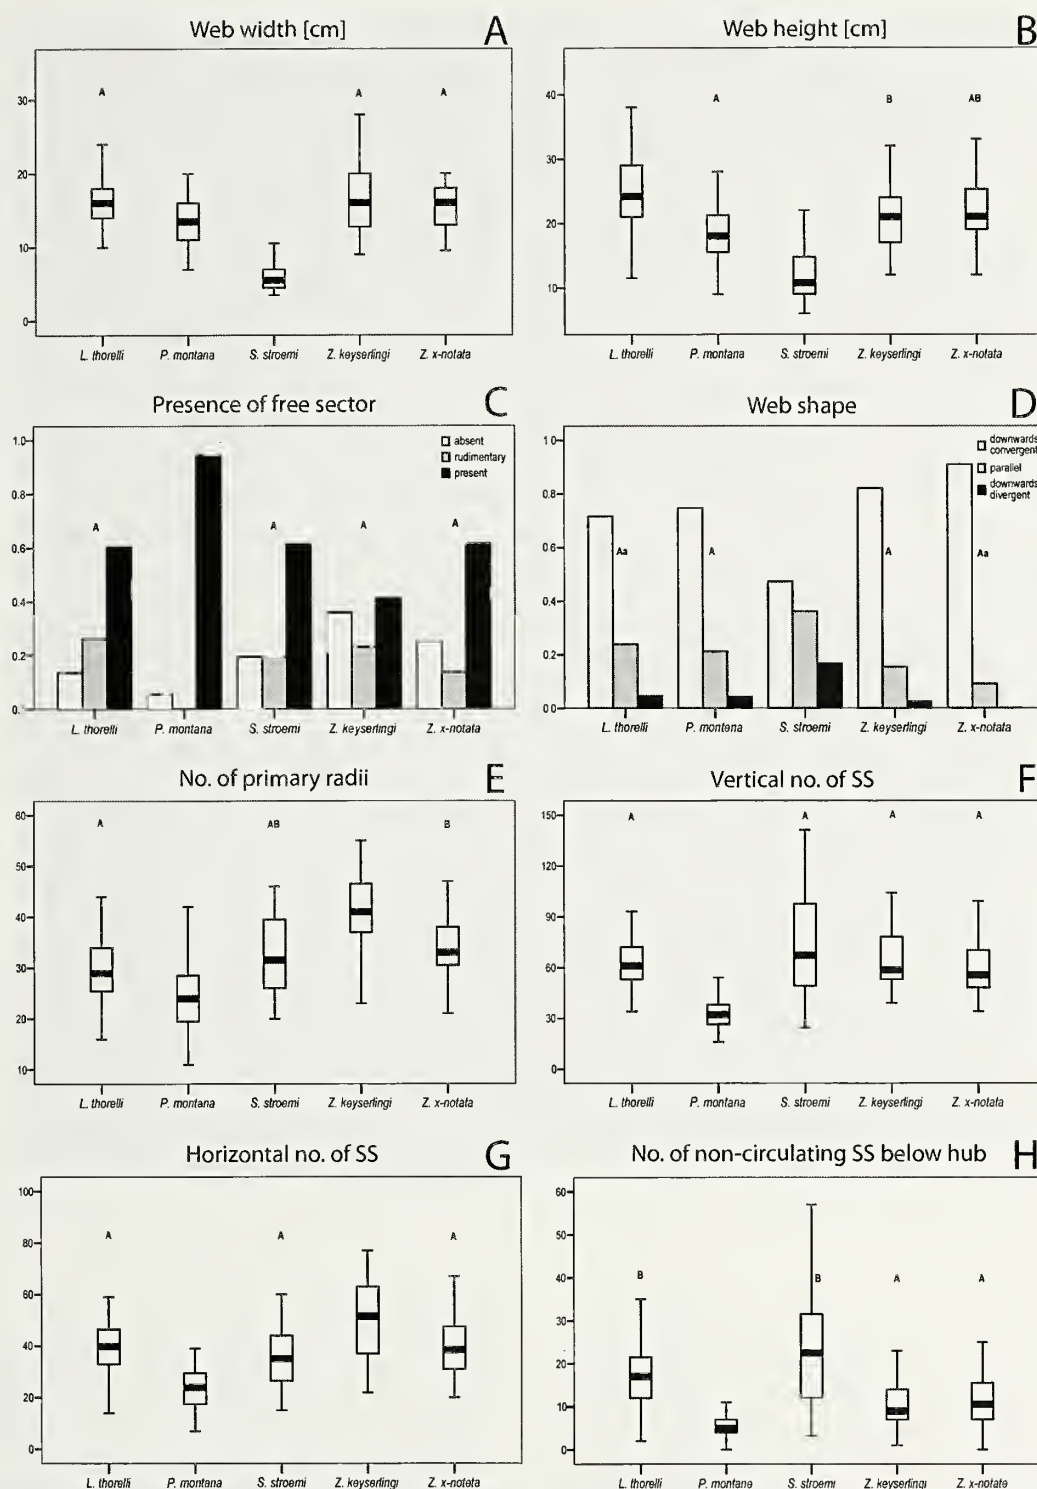 Web width [cm] A
A A A
30
20
10
0
L. thorelli P. montana S. stroemi Z. keyserlingi Z. x-notata
Web height [cm] B
A B AB
40
30
20
10
L. thorelli P. montana S. stroemi Z. keyserlingi Z. x-notata
Presence of free sector C
absent
rudimentary
present
A A A A
1.0
0.8
0.6
0.4
0.2
0.
L. thorelli P. montana S. stroemi Z. keyserlingi Z. x-notata
Web shape D
downwards
convergent
parallel
downwards
divergent
Aa A A Aa
1.0
0.8
0.6
0.4
0.2
0.0
L. thorelli P. montena S. stroemi Z. keyserlingi Z. x-notata
No. of primary radii E
A AB B
60
50
40
30
20
10
L. thorelli P. montana S. stroemi Z. keyserlingi Z. x-notata
Vertical no. of SS F
A A A A
150
120
90
60
30
0
L. thorelli P. montana S. stroemi Z. keyserlingi Z. x-notata
Horizontal no. of SS G
A A A
100
80
60
40
20
0
L. thorelli P. montana S. stroemi Z. keyserlingi Z. x-notata
No. of non-circulating SS below hub H
B B A A
60
50
40
30
20
10
0
L. thorelli P. montane S. stroemi Z. keyserlingi Z. x-notate